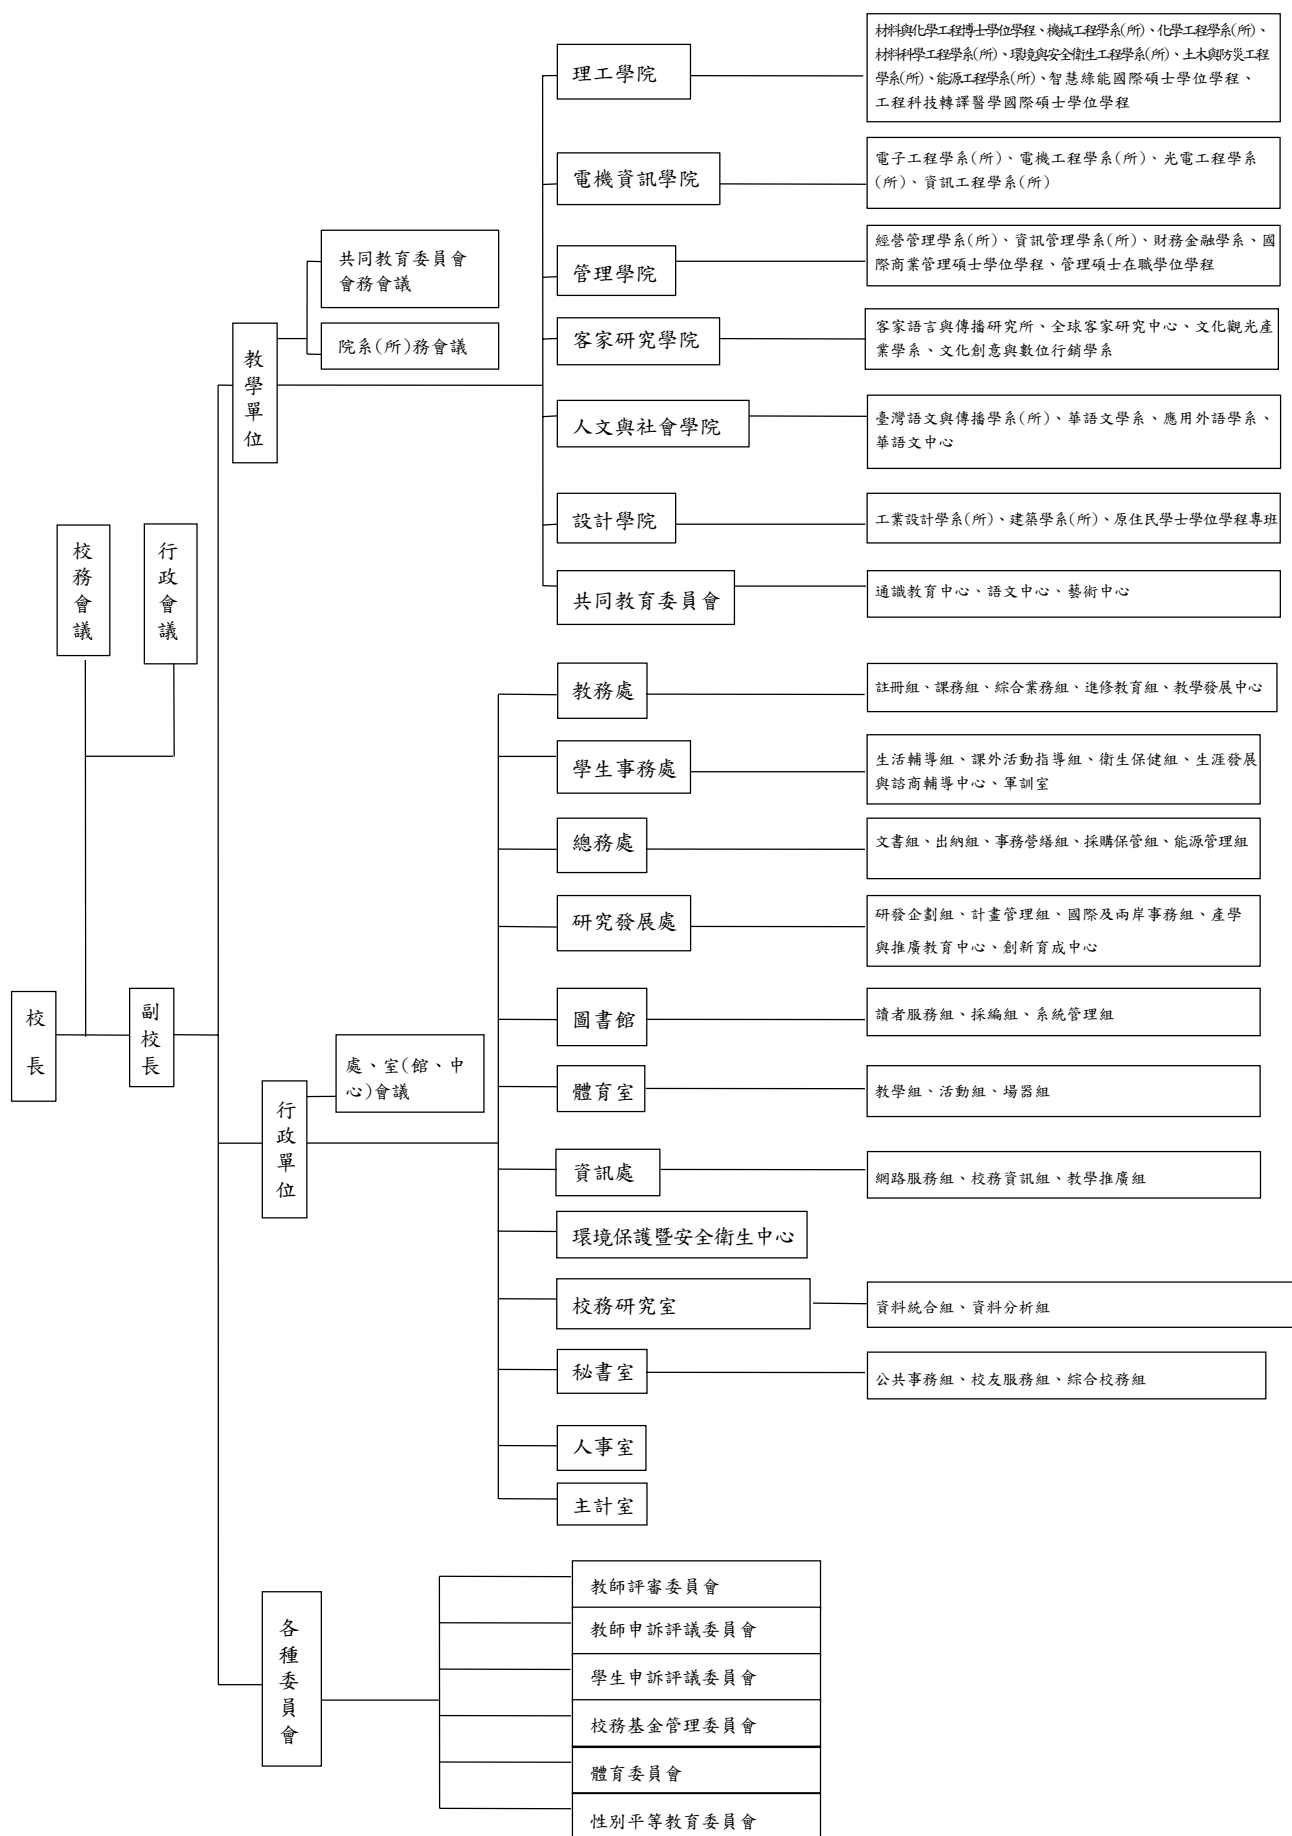 理工學院
材料與化學工程博士學位學程、機械工程學系(所)、化學工程學系(所)、
材料科學工程學系(所)、環境與安全衛生工程學系(所)、土木與防災工程
學系(所)、能源工程學系(所)、智慧綠能國際碩士學位學程、
工程科技轉譯醫學國際碩士學位學程
電機資訊學院
電子工程學系(所)、電機工程學系(所)、光電工程學系
(所)、資訊工程學系(所)
管理學院
經營管理學系(所)、資訊管理學系(所)、財務金融學系、國
際商業管理碩士學位學程、管理碩士在職學位學程
共同教育委員會
會務會議
院系(所)務會議
教學單位
客家研究學院
客家語言與傳播研究所、全球客家研究中心、文化觀光產
業學系、文化創意與數位行銷學系
人文與社會學院
臺灣語文與傳播學系(所)、華語文學系、應用外語學系、
華語文中心
設計學院
工業設計學系(所)、建築學系(所)、原住民學士學位學程專班
共同教育委員會
通識教育中心、語文中心、藝術中心
校務會議
行政會議
教務處
註冊組、課務組、綜合業務組、進修教育組、教學發展中心
學生事務處
生活輔導組、課外活動指導組、衛生保健組、生涯發展
與諮商輔導中心、軍訓室
總務處
文書組、出納組、事務營繕組、採購保管組、能源管理組
研究發展處
研發企劃組、計畫管理組、國際及兩岸事務組、產學
與推廣教育中心、創新育成中心
校長
副校長
圖書館
讀者服務組、採編組、系統管理組
處、室(館、中
心)會議
行政單位
體育室
教學組、活動組、場器組
資訊處
網路服務組、校務資訊組、教學推廣組
環境保護暨安全衛生中心
校務研究室
資料統合組、資料分析組
秘書室
公共事務組、校友服務組、綜合校務組
人事室
主計室
各種委員會
教師評審委員會
教師申訴評議委員會
學生申訴評議委員會
校務基金管理委員會
體育委員會
性別平等教育委員會